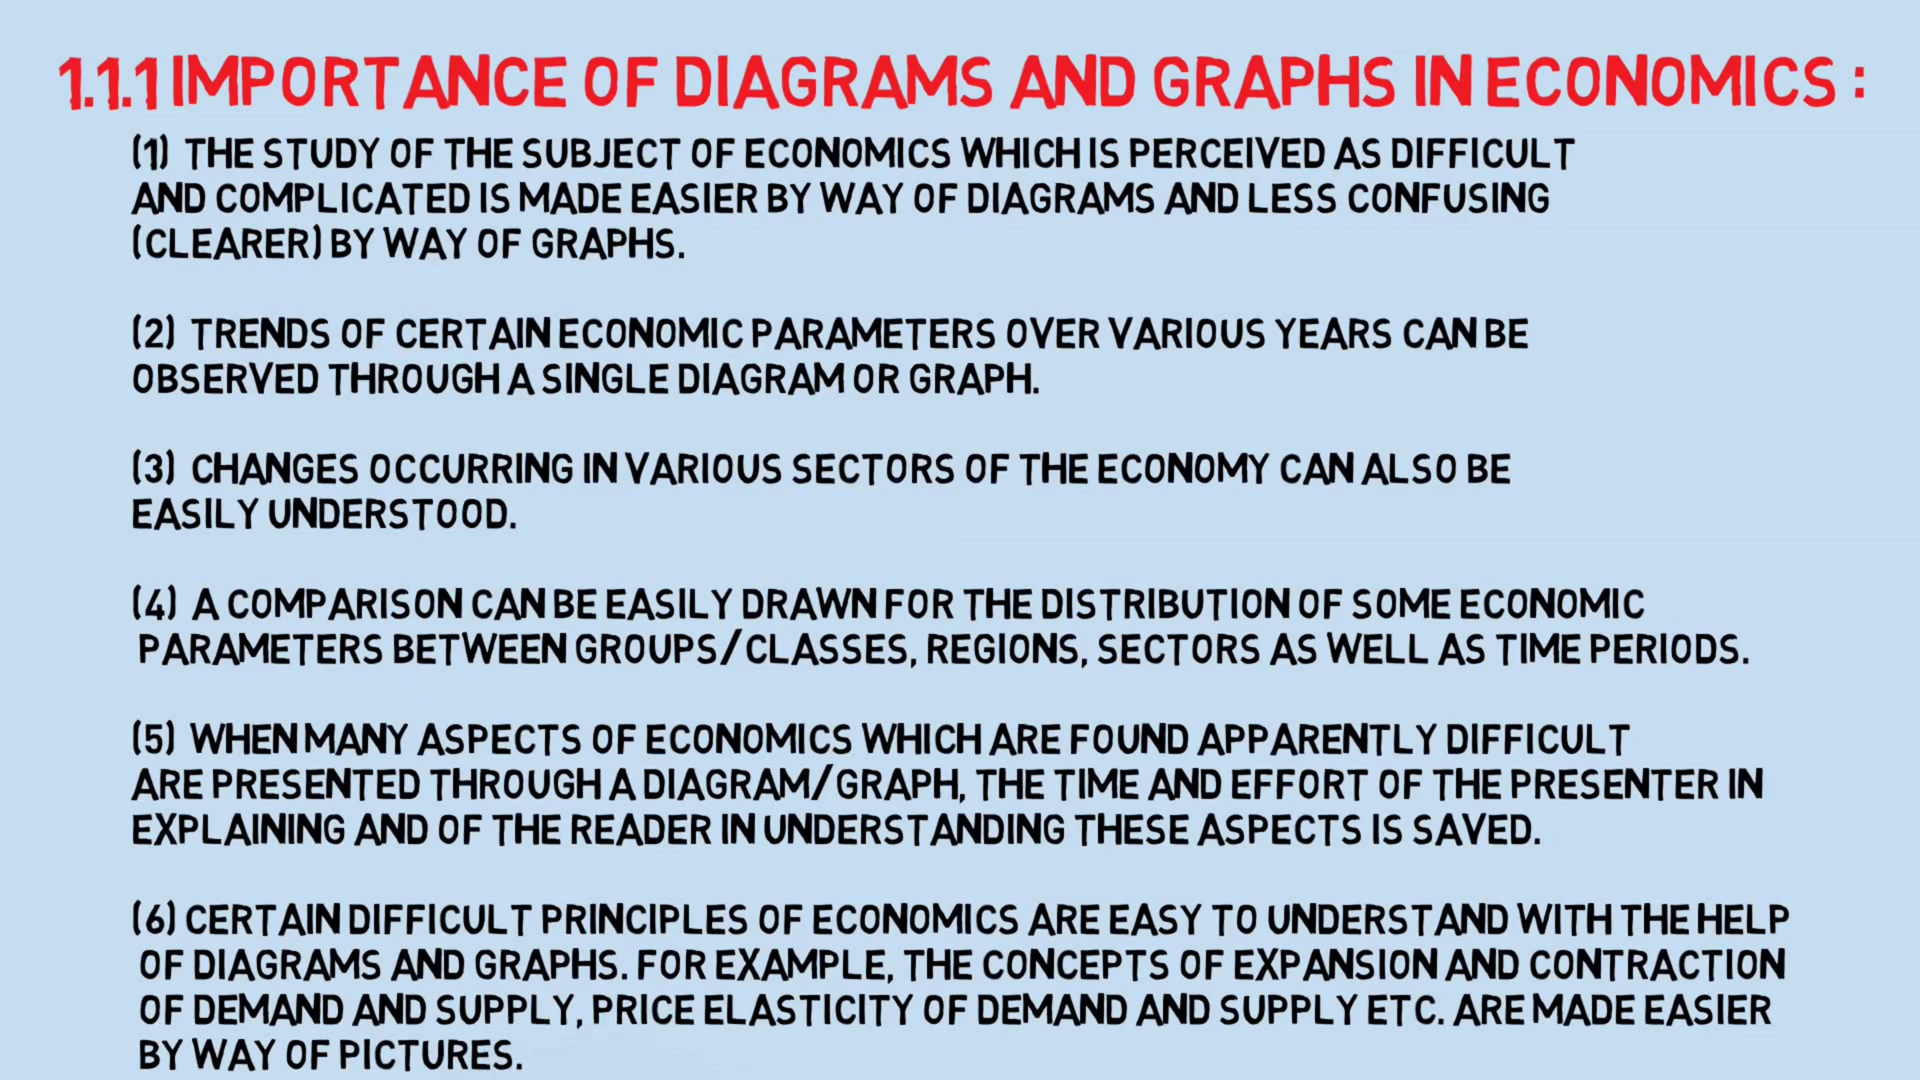 1.1.1 IMPORTANCE OF DIAGRAMS AND GRAPHS IN ECONOMICS :
(1) THE STUDY OF THE SUBJECT OF ECONOMICS WHICH IS PERCEIVED AS DIFFICULT
AND COMPLICATED IS MADE EASIER BY WAY OF DIAGRAMS AND LESS CONFUSING
(CLEARER) BY WAY OF GRAPHS.
(2) TRENDS OF CERTAIN ECONOMIC PARAMETERS OVER VARIOUS YEARS CAN BE
OBSERVED THROUGH A SINGLE DIAGRAM OR GRAPH.
(3) CHANGES OCCURRING IN VARIOUS SECTORS OF THE ECONOMY CAN ALSO BE
EASILY UNDERSTOOD.
(4) A COMPARISON CAN BE EASILY DRAWN FOR THE DISTRIBUTION OF SOME ECONOMIC
PARAMETERS BETWEEN GROUPS/CLASSES, REGIONS, SECTORS AS WELL AS TIME PERIODS.
(5) WHEN MANY ASPECTS OF ECONOMICS WHICH ARE FOUND APPARENTLY DIFFICULT
ARE PRESENTED THROUGH A DIAGRAM/GRAPH, THE TIME AND EFFORT OF THE PRESENTER IN
EXPLAINING AND OF THE READER IN UNDERSTANDING THESE ASPECTS IS SAVED.
(6) CERTAIN DIFFICULT PRINCIPLES OF ECONOMICS ARE EASY TO UNDERSTAND WITH THE HELP
OF DIAGRAMS AND GRAPHS. FOR EXAMPLE, THE CONCEPTS OF EXPANSION AND CONTRACTION
OF DEMAND AND SUPPLY, PRICE ELASTICITY OF DEMAND AND SUPPLY ETC. ARE MADE EASIER
BY WAY OF PICTURES.